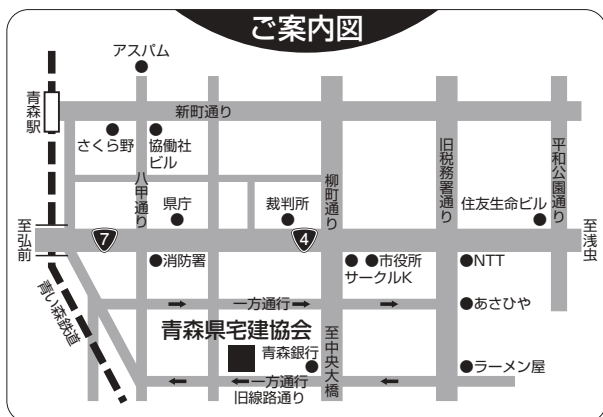 ご案内図
アスパム
青森駅
新町通り
さくら野
協働社
ビル
八甲通り
県庁
裁判所
柳町通り
旧税務署通り
平和公園通り
住友生命ビル
至弘前
7
4
至浅虫
消防署
市役所
サークルK
NTT
青い森鉄道
一方通行
あさひや
青森県宅建協会
青森銀行
至中央大橋
ラーメン屋
一方通行
旧線路通り